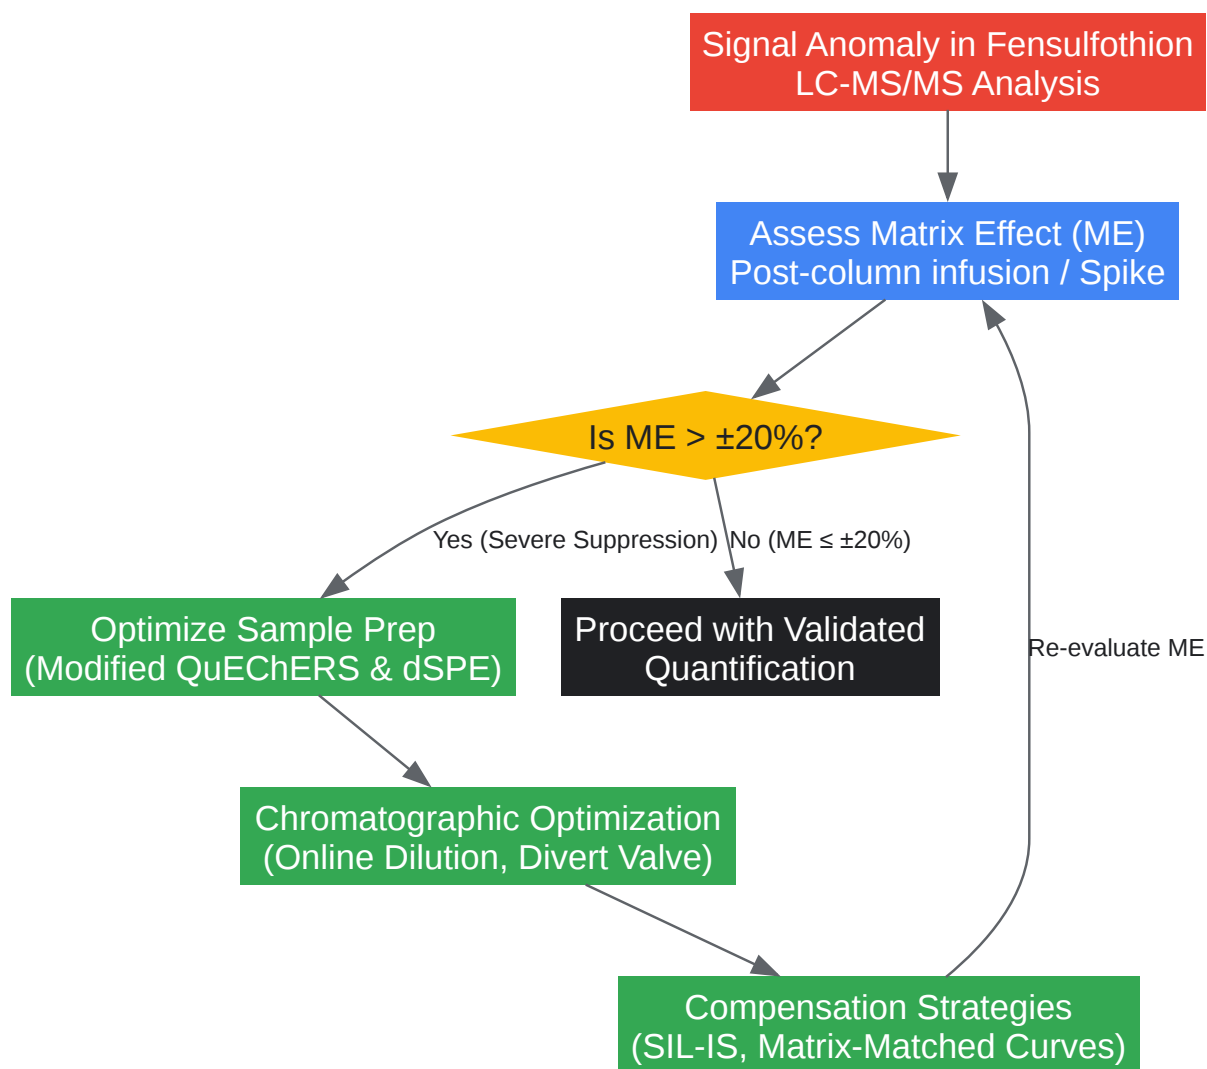 Signal Anomaly in Fensulfothion
LC-MS/MS Analysis
Assess Matrix Effect (ME)
Post-column infusion / Spike
Is ME > ±20%?
Yes (Severe Suppression)
No (ME ≤ ±20%)
Optimize Sample Prep
(Modified QuEChERS & dSPE)
Proceed with Validated
Quantification
Re-evaluate ME
Chromatographic Optimization
(Online Dilution, Divert Valve)
Compensation Strategies
(SIL-IS, Matrix-Matched Curves)